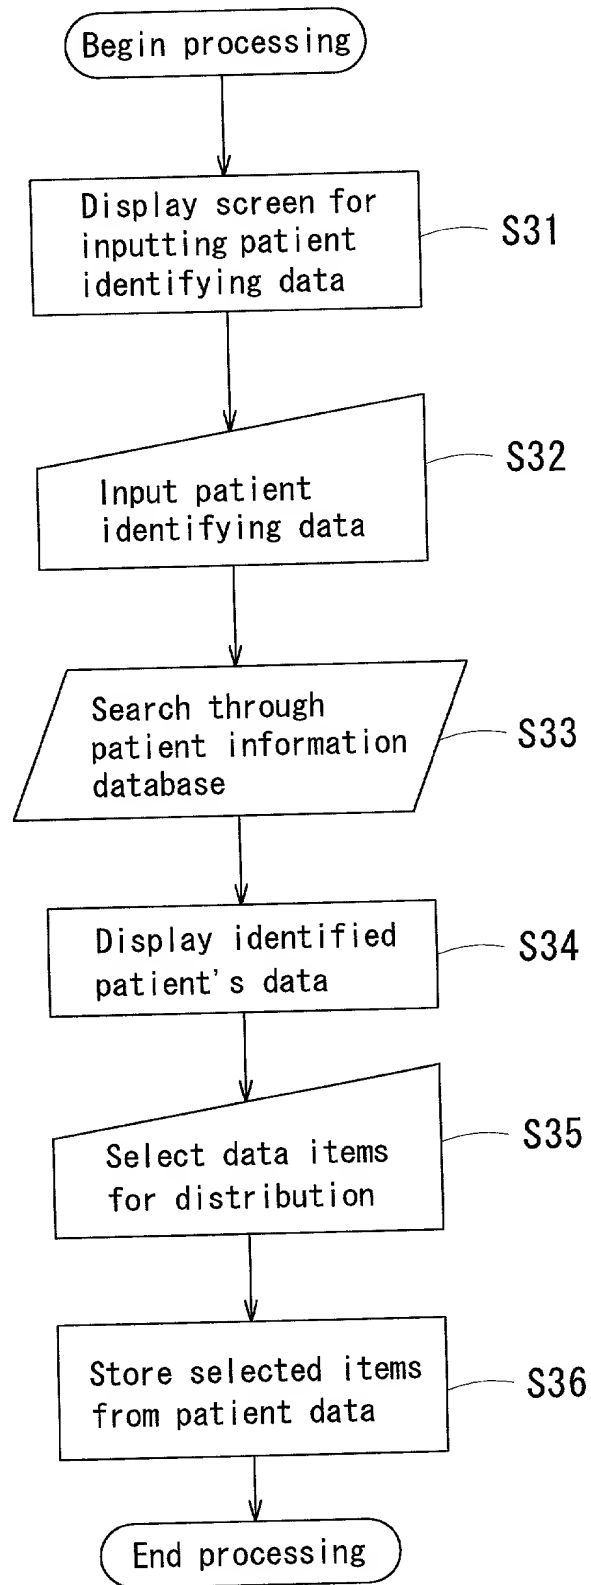 Begin processing
Display screen for
inputting patient
identifying data
S31
Input patient
identifying data
S32
Search through
patient information
database
S33
Display identified
patient's data
S34
Select data items
for distribution
S35
Store selected items
from patient data
S36
End processing